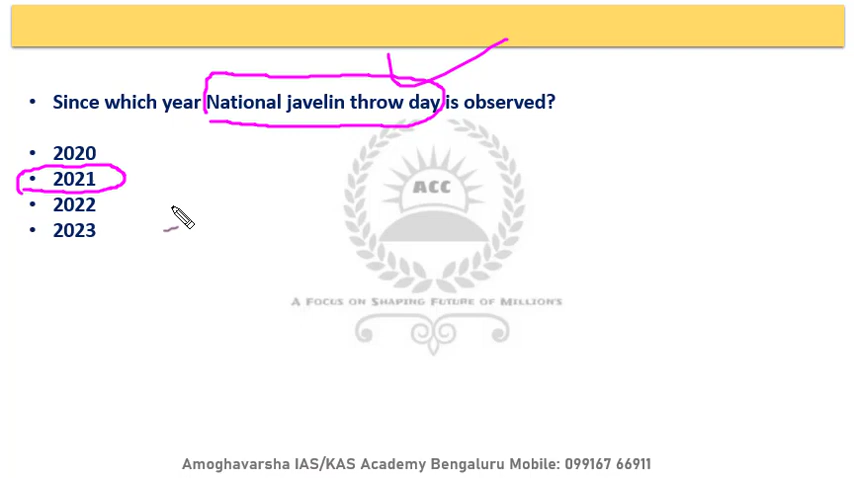 • Since which year National javelin throw day is observed?
• 2020
• 2021
• 2022
• 2023
ACC
A Focus on Shaping Future of Million's
Amoghavarsha IAS/KAS Academy Bengaluru Mobile: 099167 66911